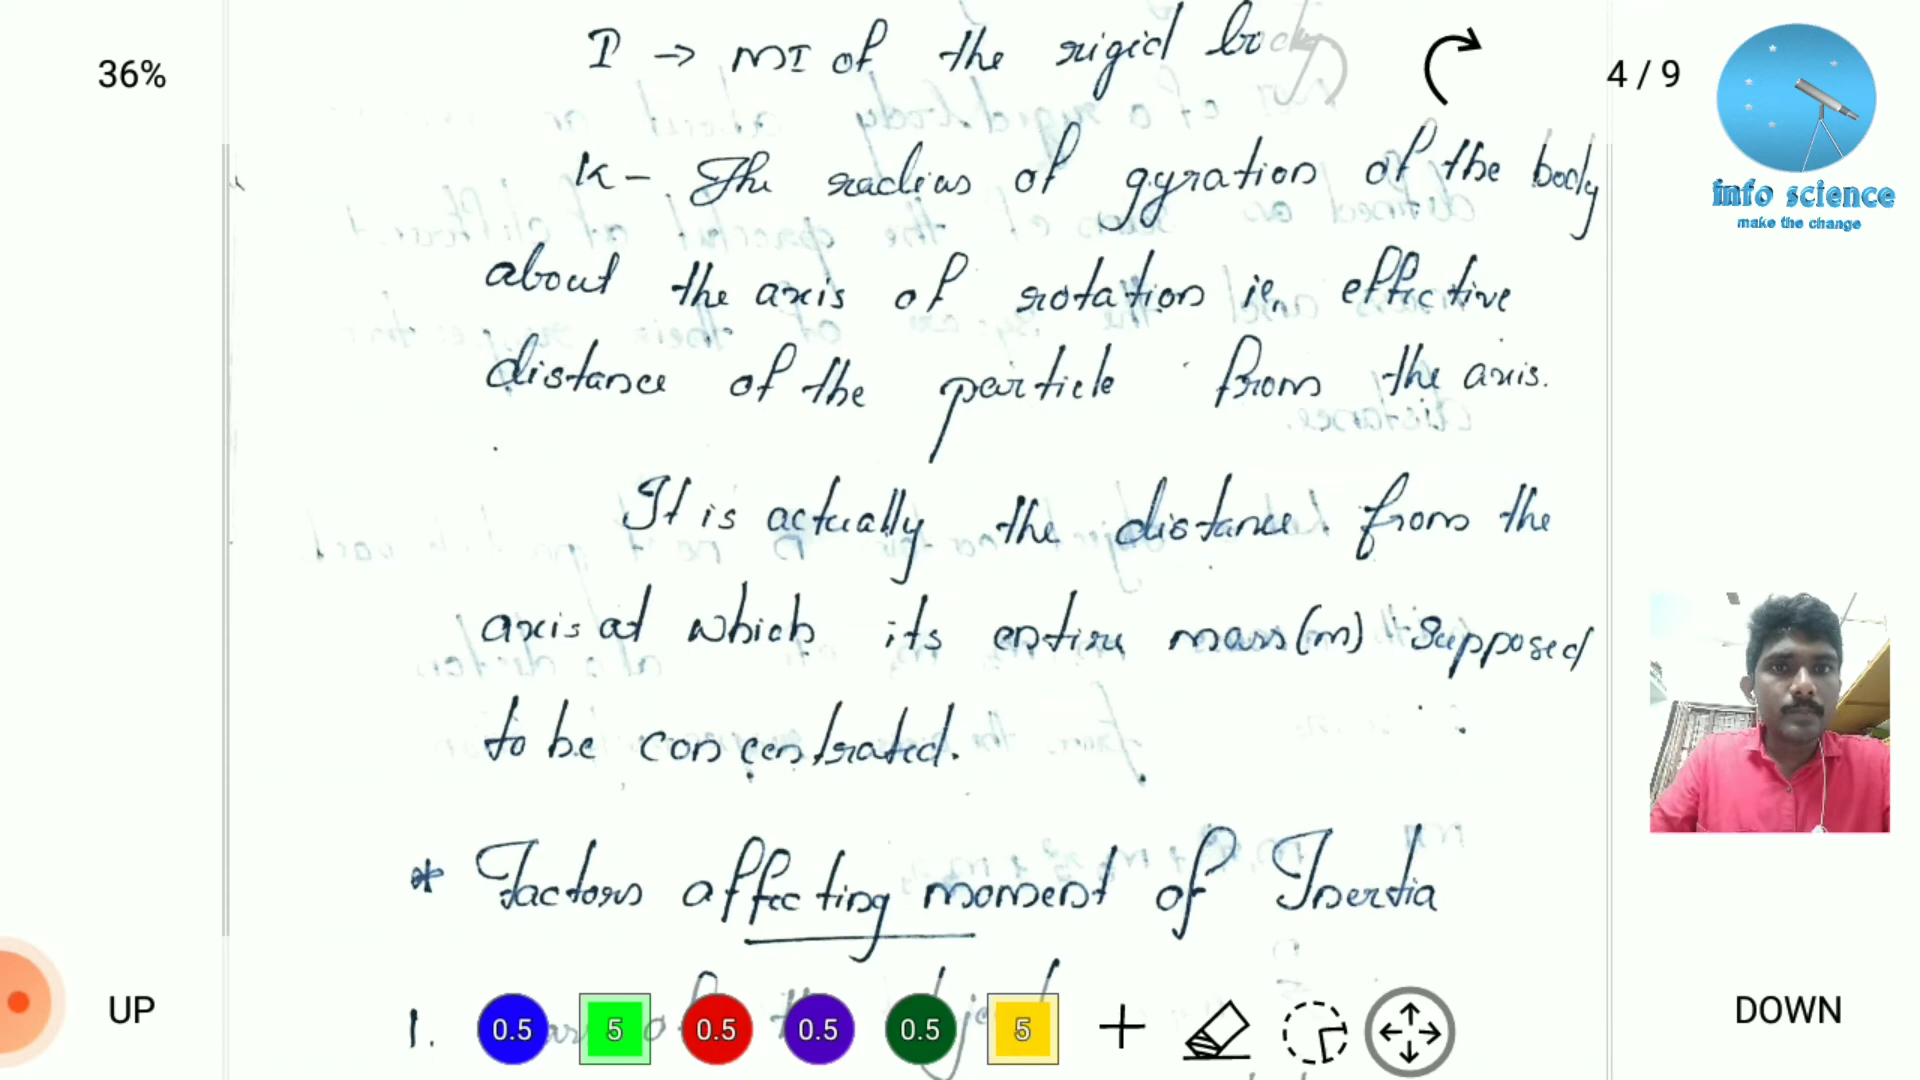 I → MI of the rigid body
36%
4 / 9
K - The radius of gyration of the body
info science
make the change
about the axis of rotation ie, effective
distance of the particle from the axis.
It is actually the distance from the
axis at which its entire mass (m) supposed
to be concentrated.
* Factors affecting moment of Inertia
1.
0.5 5 0.5 0.5 0.5 5
UP
DOWN